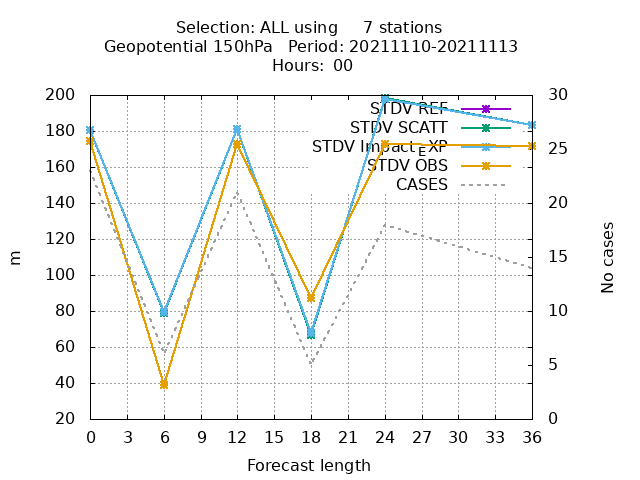 Selection: ALL using     7 stations
Geopotential 150hPa   Period: 20211110-20211113
Hours:  00
200
180
160
140
120
100
80
60
40
20
m
30
25
20
15
10
5
0
No cases
STDV REF
STDV SCATT
STDV Impact_EXP
STDV OBS
CASES
0 3 6 9 12 15 18 21 24 27 30 33 36
Forecast length